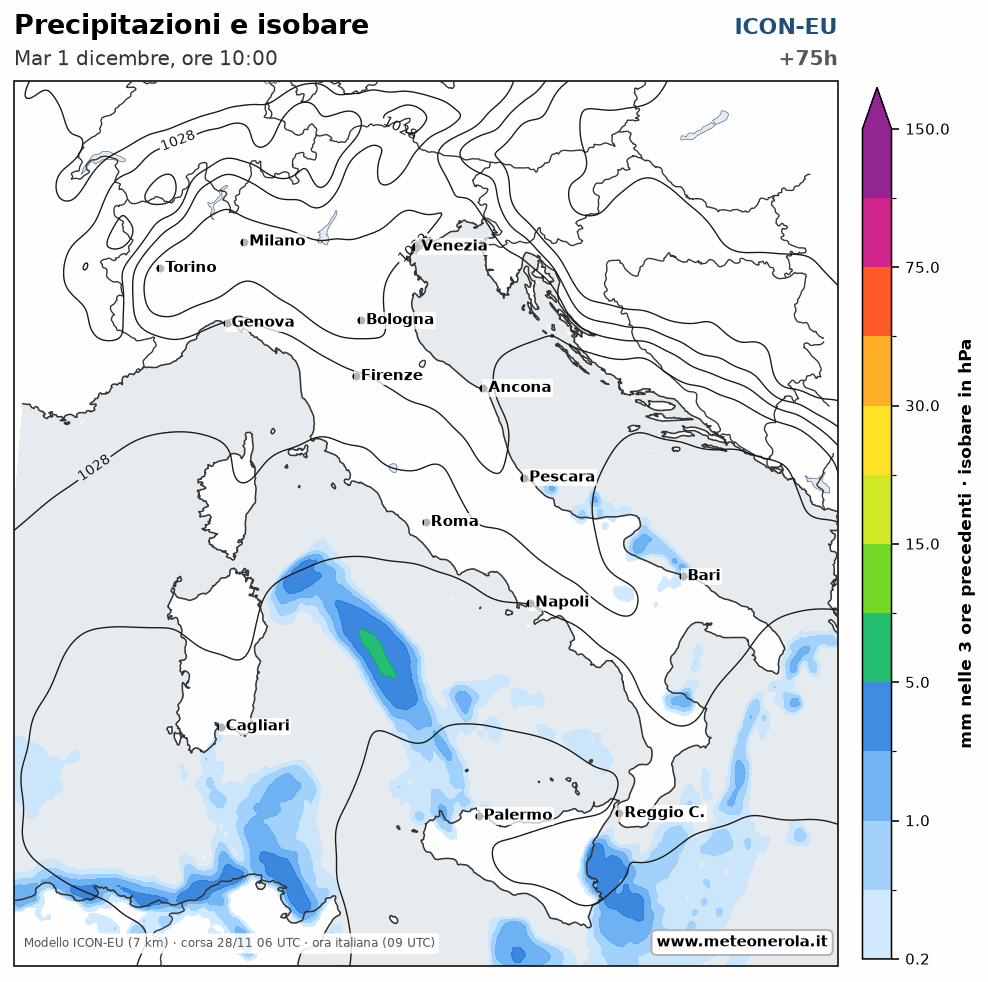 Precipitazioni e isobare
ICON-EU
Mar 1 dicembre, ore 10:00
+75h
1028
1028
Milano
Venezia
Torino
Genova
Bologna
Firenze
Ancona
1028
Pescara
Roma
Bari
Napoli
Cagliari
Palermo
Reggio C.
Modello ICON-EU (7 km) · corsa 28/11 06 UTC · ora italiana (09 UTC)
www.meteonerola.it
150.0
75.0
30.0
15.0
5.0
1.0
0.2
mm nelle 3 ore precedenti · isobare in hPa